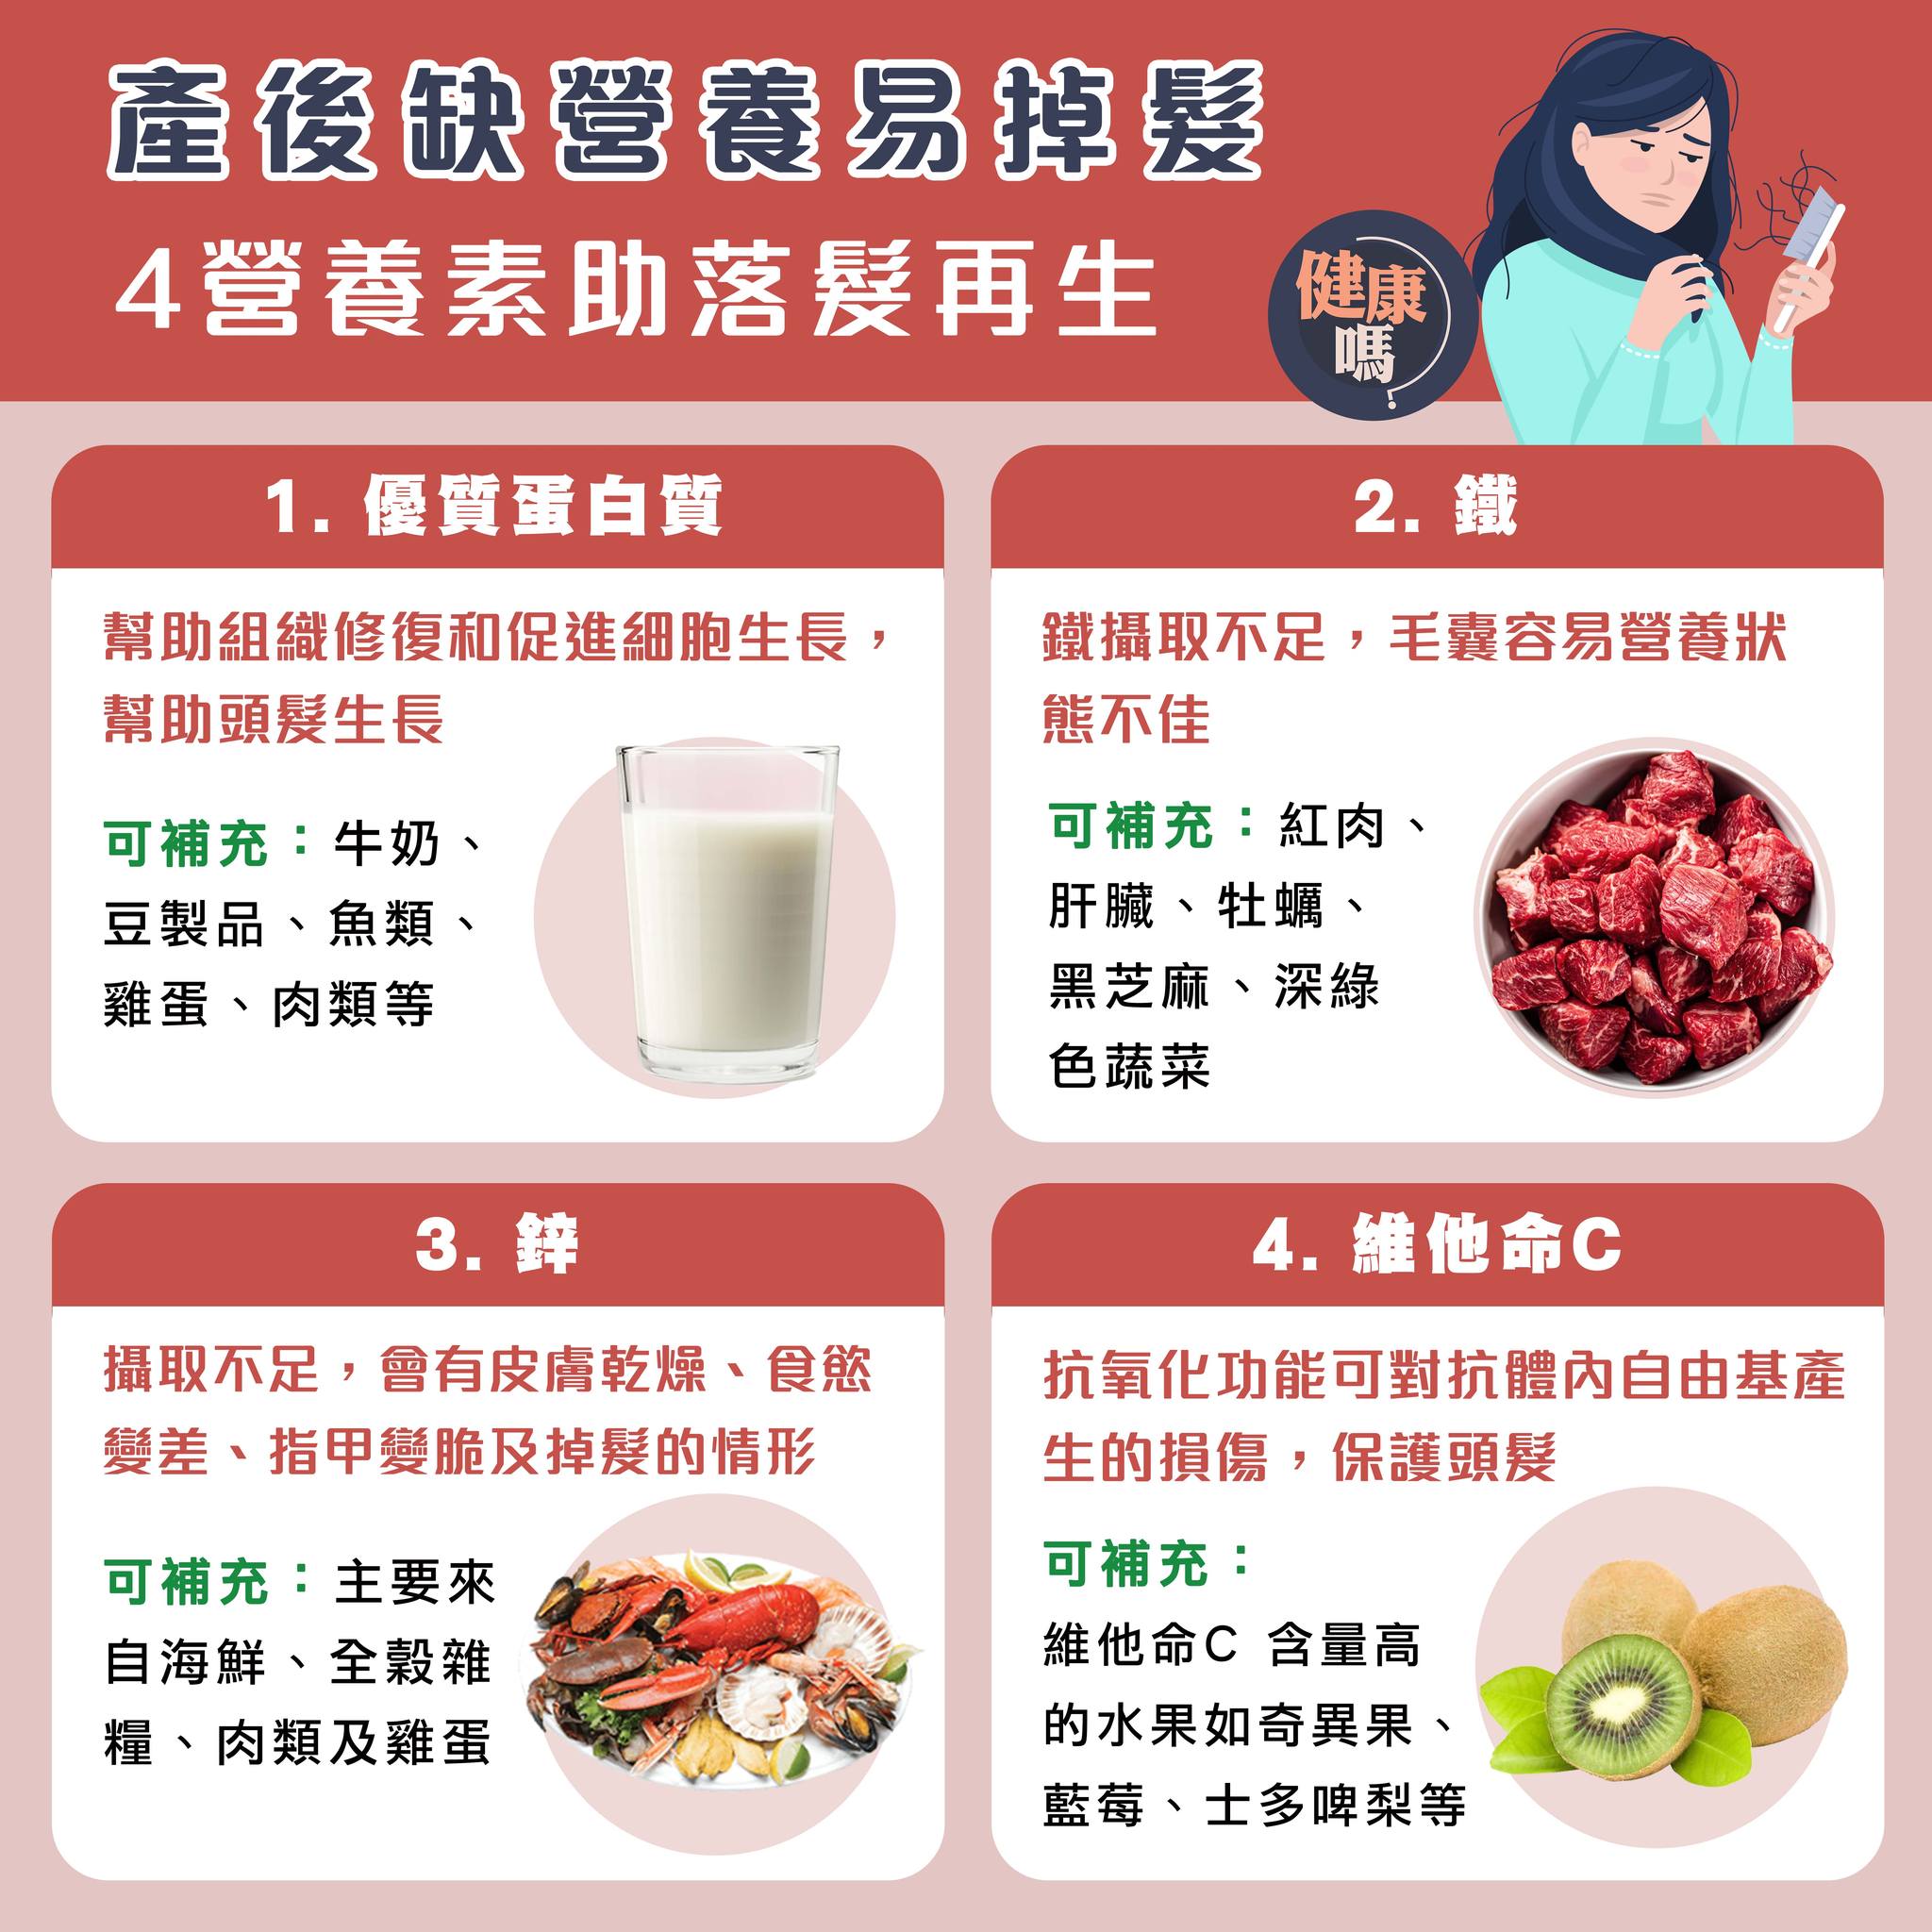 產後缺營養易掉髮
4營養素助落髮再生
健康
嗎?
1. 優質蛋白質
幫助組織修復和促進細胞生長，
幫助頭髮生長
可補充：牛奶、
豆製品、魚類、
雞蛋、肉類等
2. 鐵
鐵攝取不足，毛囊容易營養狀
態不佳
可補充：紅肉、
肝臟、牡蠣、
黑芝麻、深綠
色蔬菜
3. 鋅
攝取不足，會有皮膚乾燥、食慾
變差、指甲變脆及掉髮的情形
可補充：主要來
自海鮮、全穀雜
糧、肉類及雞蛋
4. 維他命C
抗氧化功能可對抗體內自由基產
生的損傷，保護頭髮
可補充：
維他命C 含量高
的水果如奇異果、
藍莓、士多啤梨等